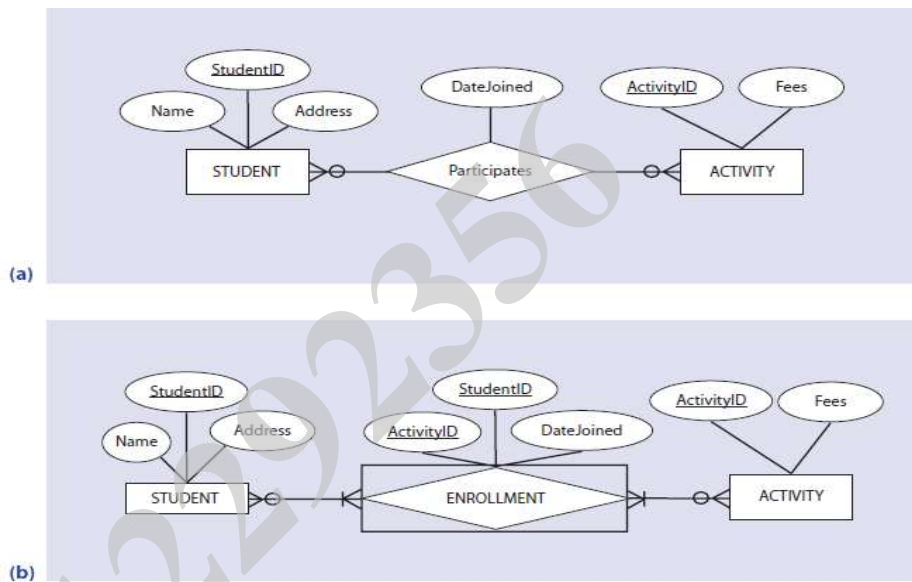 StudentID
Name
Address
DateJoined
ActivityID
Fees
STUDENT
Participates
ACTIVITY
(a)
StudentID
Name
Address
StudentID
ActivityID
DateJoined
ActivityID
Fees
STUDENT
ENROLLMENT
ACTIVITY
(b)